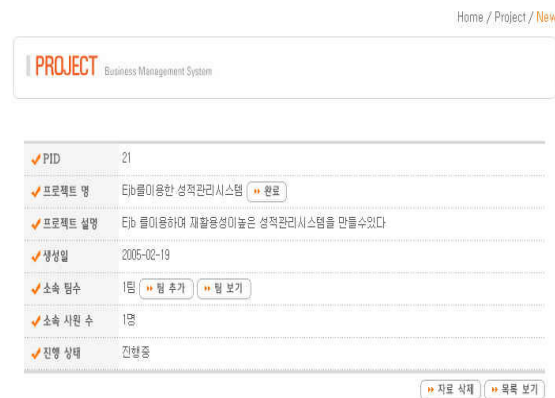 Home / Project / New
PROJECT Business Management System
PID 21
프로젝트 명 Ejb를이용한 성적관리시스템 완료
프로젝트 설명 Ejb 를이용하여 재활용성이높은 성적관리시스템을 만들수있다
생성일 2005-02-19
소속 팀수 1팀 팀 추가 팀 보기
소속 사원 수 1명
진행 상태 진행중
자료 삭제 목록 보기